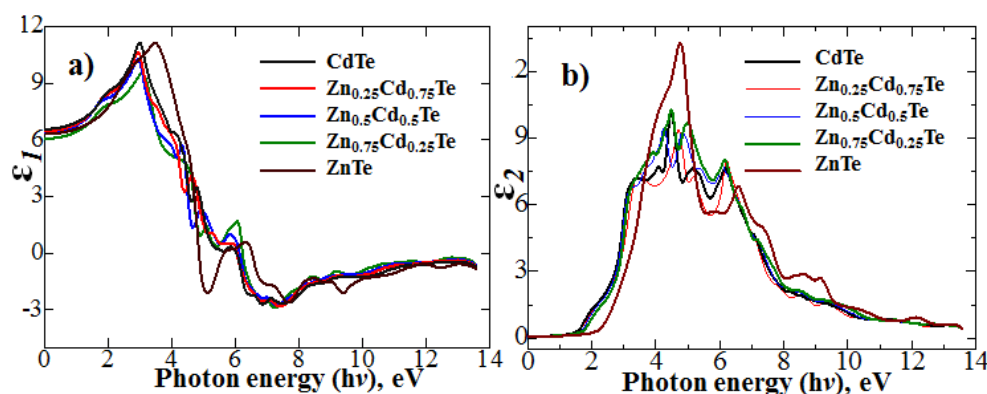 12
9
6
3
0
-3
ε1
a)
CdTe
Zn0.25Cd0.75Te
Zn0.5Cd0.5Te
Zn0.75Cd0.25Te
ZnTe
0 2 4 6 8 10 12 14
Photon energy (hν), eV
2
9
6
3
0
ε2
b)
CdTe
Zn0.25Cd0.75Te
Zn0.5Cd0.5Te
Zn0.75Cd0.25Te
ZnTe
0 2 4 6 8 10 12 14
Photon energy (hν), eV